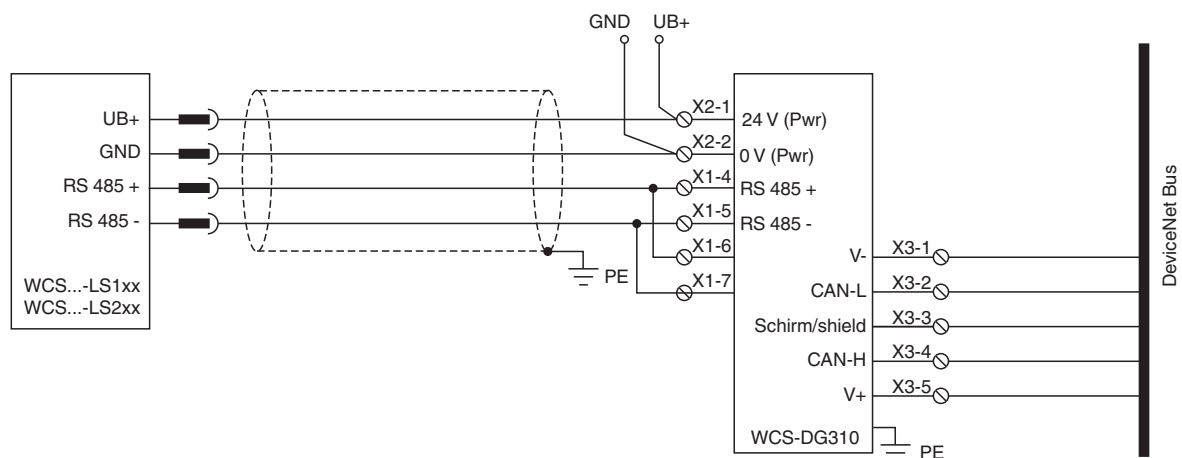 GND UB+
UB+
GND
RS 485 +
RS 485 -
WCS...-LS1xx
WCS...-LS2xx
PE
X2-1
X2-2
X1-4
X1-5
X1-6
X1-7
24 V (Pwr)
0 V (Pwr)
RS 485 +
RS 485 -
V-
CAN-L
Schirm/shield
CAN-H
V+
WCS-DG310
X3-1
X3-2
X3-3
X3-4
X3-5
PE
DeviceNet Bus